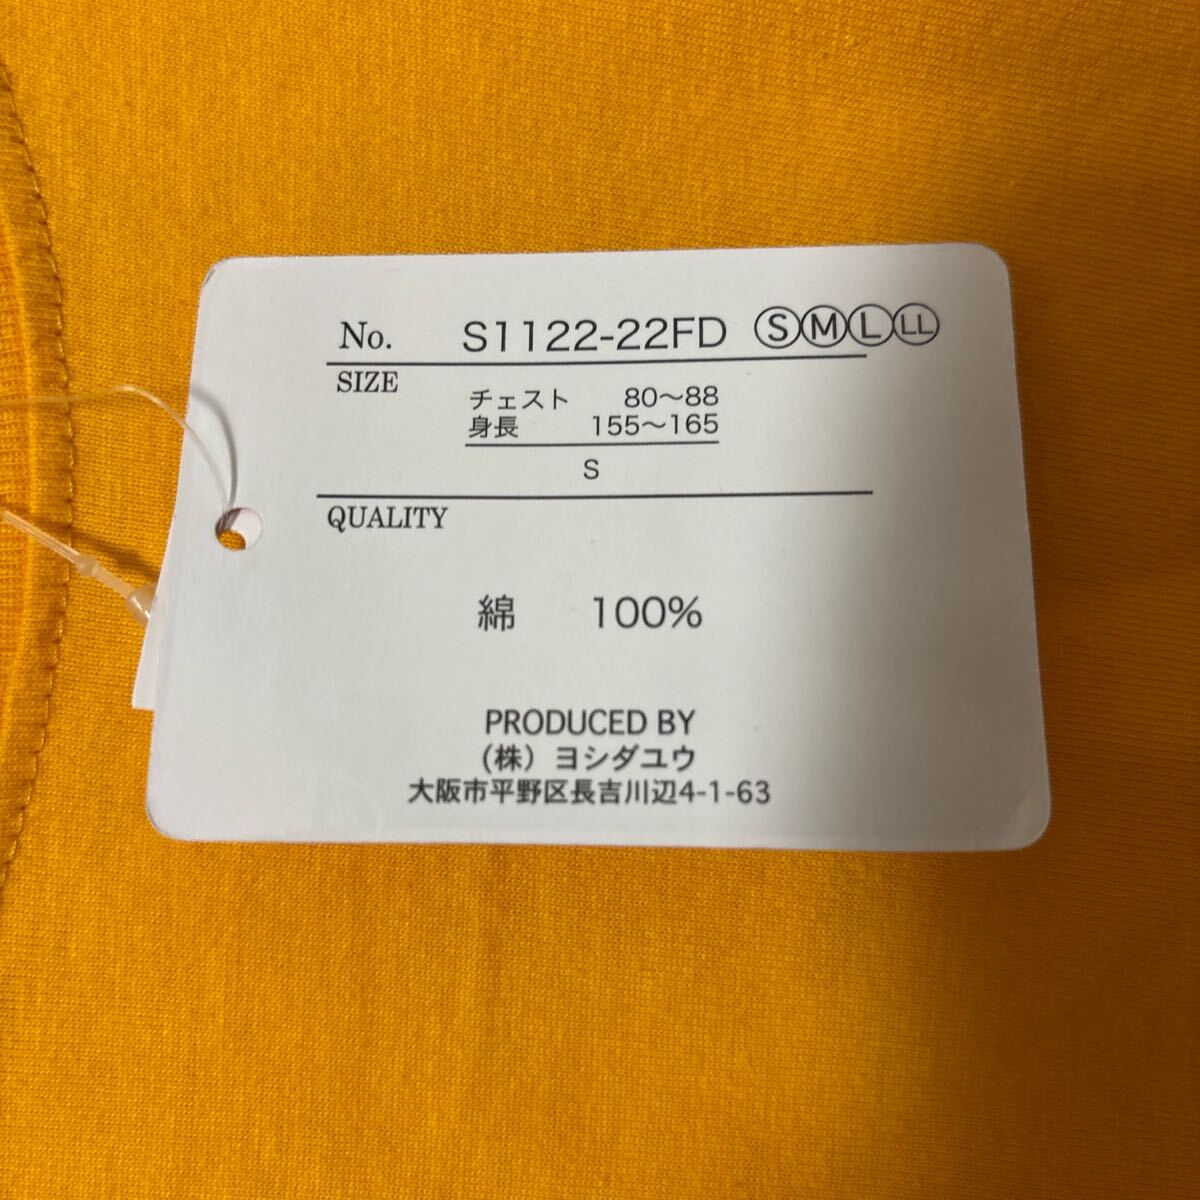 No. S1122-22FD ⓈⓂⓁLL
SIZE
チェスト 80〜88
身長 155〜165
S
QUALITY
綿 100%
PRODUCED BY
(株) ヨシダユウ
大阪市平野区長吉川辺4-1-63